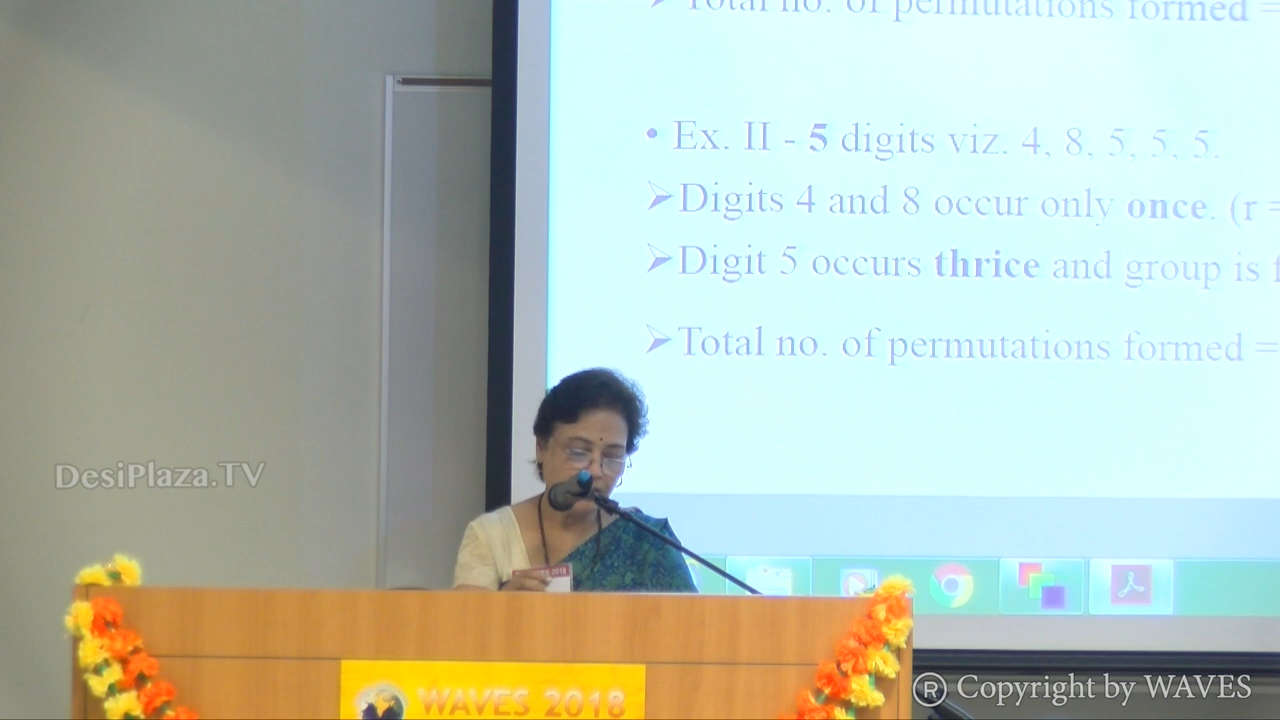 Total no. of permutations formed =
• Ex. II - 5 digits viz. 4, 8, 5, 5, 5.
➢Digits 4 and 8 occur only once. (r =
➢Digit 5 occurs thrice and group is
➢Total no. of permutations formed =
DesiPlaza.TV
2018
WAVES 2018
® Copyright by WAVES